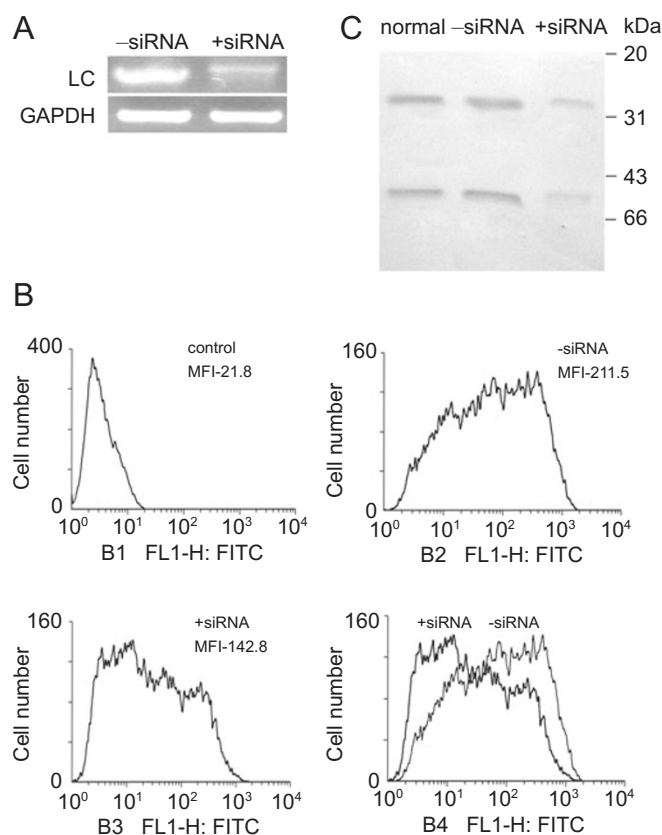 A
–siRNA +siRNA
LC
GAPDH
C
normal –siRNA +siRNA kDa
20
31
43
66
B
400
0
Cell number
control
MFI-21.8
10⁰ 10¹ 10² 10³ 10⁴
B1 FL1-H: FITC
160
0
Cell number
-siRNA
MFI-211.5
10⁰ 10¹ 10² 10³ 10⁴
B2 FL1-H: FITC
160
0
Cell number
+siRNA
MFI-142.8
10⁰ 10¹ 10² 10³ 10⁴
B3 FL1-H: FITC
160
0
Cell number
+siRNA -siRNA
10⁰ 10¹ 10² 10³ 10⁴
B4 FL1-H: FITC